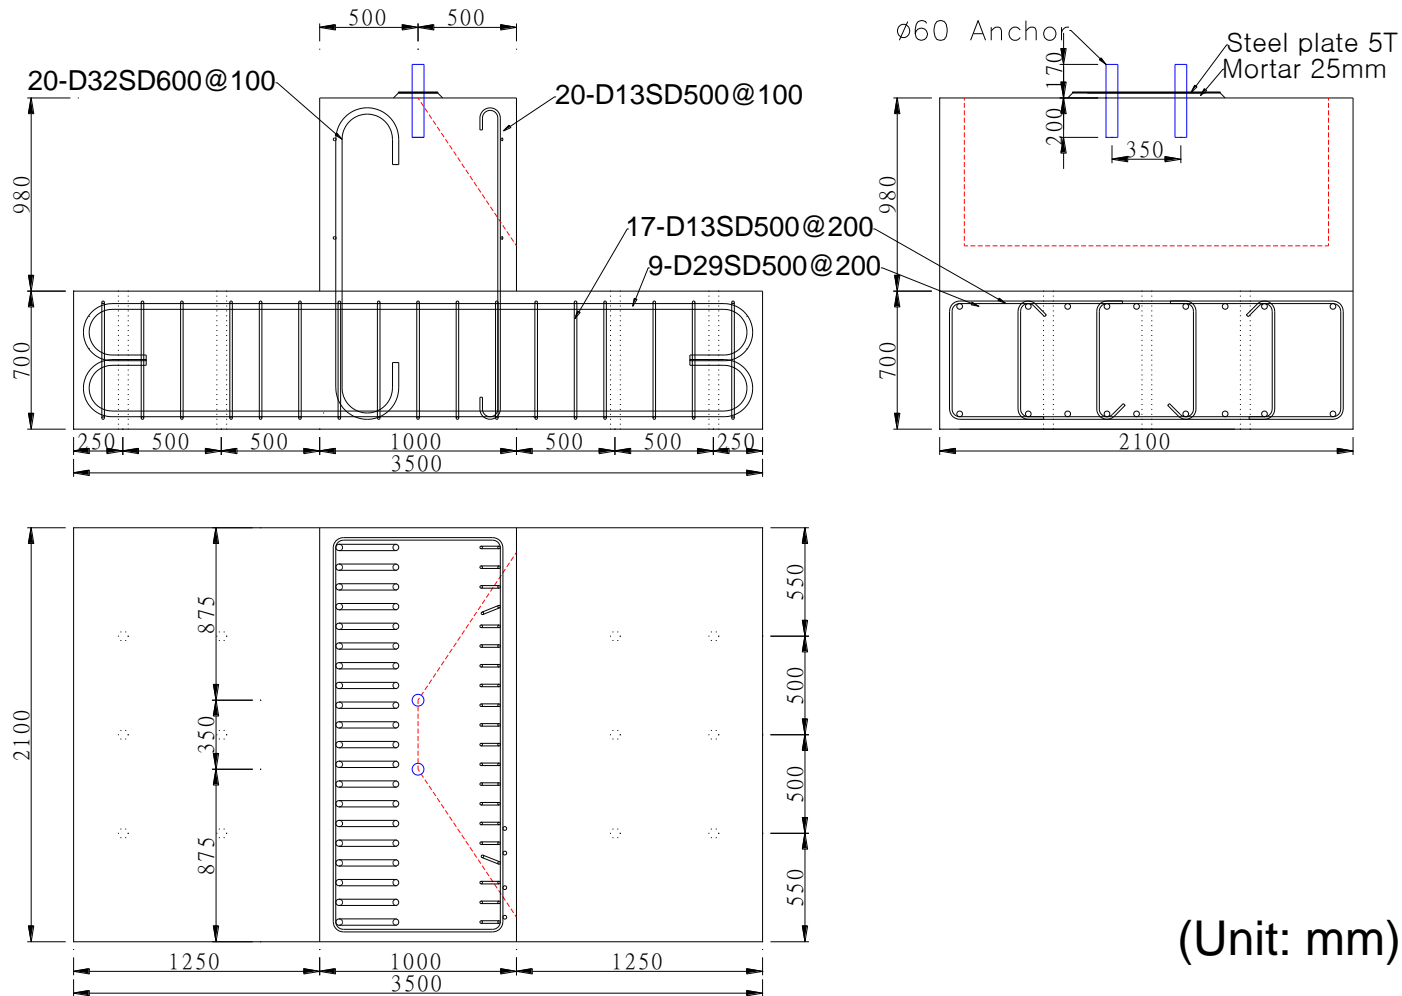 500 500
20-D32SD600@100
20-D13SD500@100
980
700
17-D13SD500@200
9-D29SD500@200
250 500 500 1000 500 500 250
3500
ø60 Anchor
Steel plate 5T
Mortar 25mm
170
200
350
980
700
2100
2100
875
350
875
550
500
500
550
1250 1000 1250
3500
(Unit: mm)